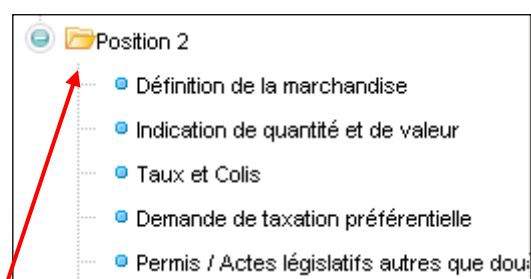 Position 2
Définition de la marchandise
Indication de quantité et de valeur
Taux et Colis
Demande de taxation préférentielle
Permis / Actes législatifs autres que